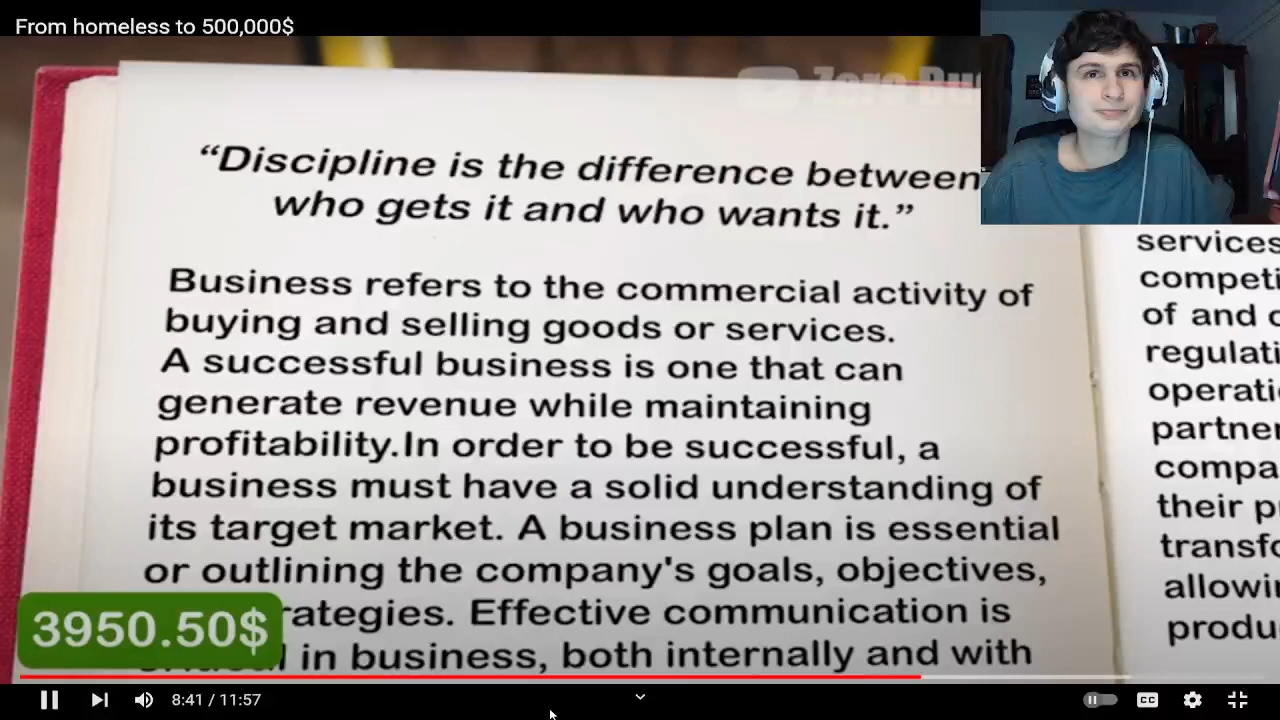 From homeless to 500,000$
“Discipline is the difference between
who gets it and who wants it.”
Business refers to the commercial activity of
buying and selling goods or services.
A successful business is one that can
generate revenue while maintaining
profitability.In order to be successful, a
business must have a solid understanding of
its target market. A business plan is essential
or outlining the company's goals, objectives,
rategies. Effective communication is
in business, both internally and with
services
competi
of and
regulati
operati
partner
compa
their p
transfo
allowi
produ
3950.50$
8:41 / 11:57
CC